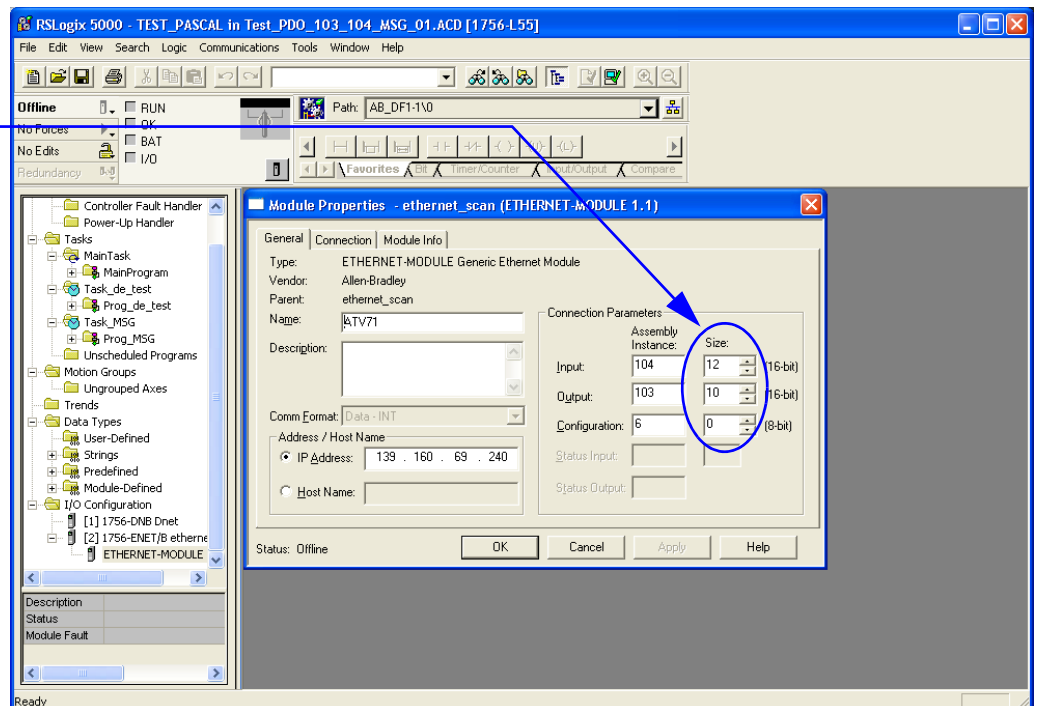 RSLogix 5000 - TEST_PASCAL in Test_PDO_103_104_MSG_01.ACD [1756-L55]
File Edit View Search Logic Communications Tools Window Help
Offline RUN
Path: AB_DF1-1\0
No Forces OK
No Edits BAT
I/O
Redundancy
Favorites Bit Timer/Counter Input/Output Compare
Controller Fault Handler
Power-Up Handler
Tasks
MainTask
MainProgram
Task_de_test
Prog_de_test
Task_MSG
Prog_MSG
Unscheduled Programs
Motion Groups
Ungrouped Axes
Trends
Data Types
User-Defined
Strings
Predefined
Module-Defined
I/O Configuration
[1] 1756-DNB Dnet
[2] 1756-ENET/B etherne
ETHERNET-MODULE
Description
Status
Module Fault
Module Properties - ethernet_scan (ETHERNET-MODULE 1.1)
General Connection Module Info
Type: ETHERNET-MODULE Generic Ethernet Module
Vendor: Allen-Bradley
Parent: ethernet_scan
Name: ATV71
Description:
Comm Format: Data - INT
Address / Host Name
IP Address: 139 . 160 . 69 . 240
Host Name:
Connection Parameters
Assembly
Instance: Size:
Input: 104 12 (16-bit)
Output: 103 10 (16-bit)
Configuration: 6 0 (8-bit)
Status Input:
Status Output:
Status: Offline OK Cancel Apply Help
Ready